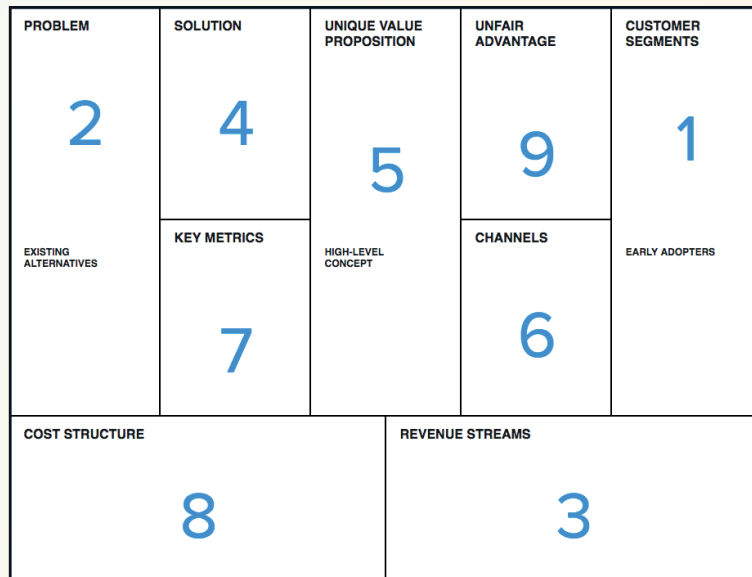 PROBLEM
2
EXISTING
ALTERNATIVES
SOLUTION
4
KEY METRICS
7
UNIQUE VALUE
PROPOSITION
5
HIGH-LEVEL
CONCEPT
UNFAIR
ADVANTAGE
9
CHANNELS
6
CUSTOMER
SEGMENTS
1
EARLY ADOPTERS
COST STRUCTURE
8
REVENUE STREAMS
3